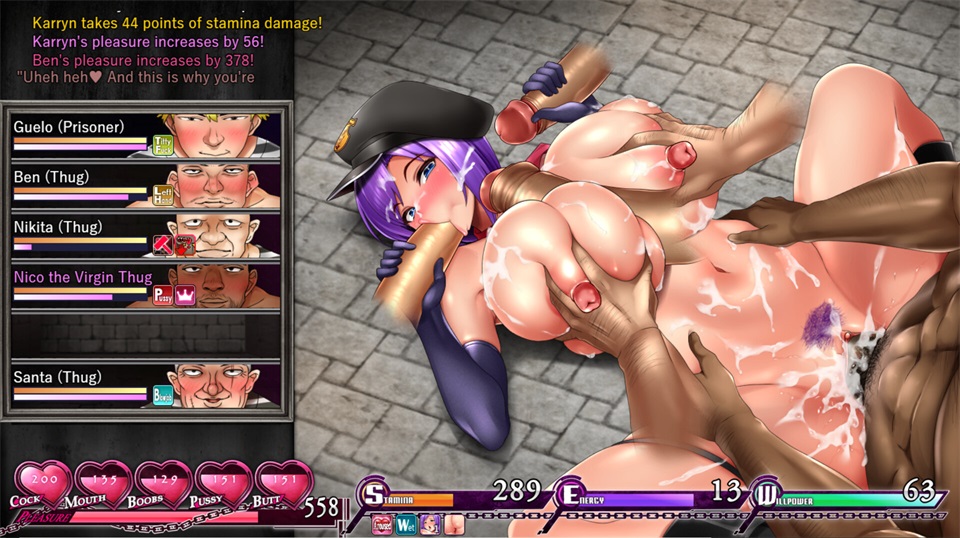 Karryn takes 44 points of stamina damage!
Karryn's pleasure increases by 56!
Ben's pleasure increases by 378!
"Uheh heh♥ And this is why you're
Guelo (Prisoner)
Titty Fuck
Ben (Thug)
Left Hand
Nikita (Thug)
Nico the Virgin Thug
Pussy
Santa (Thug)
200 135 129 151 151
Cock Mouth Boobs Pussy Butt
Pleasure 558
Stamina 289 Energy 13 Willpower 63
Aroused Wet